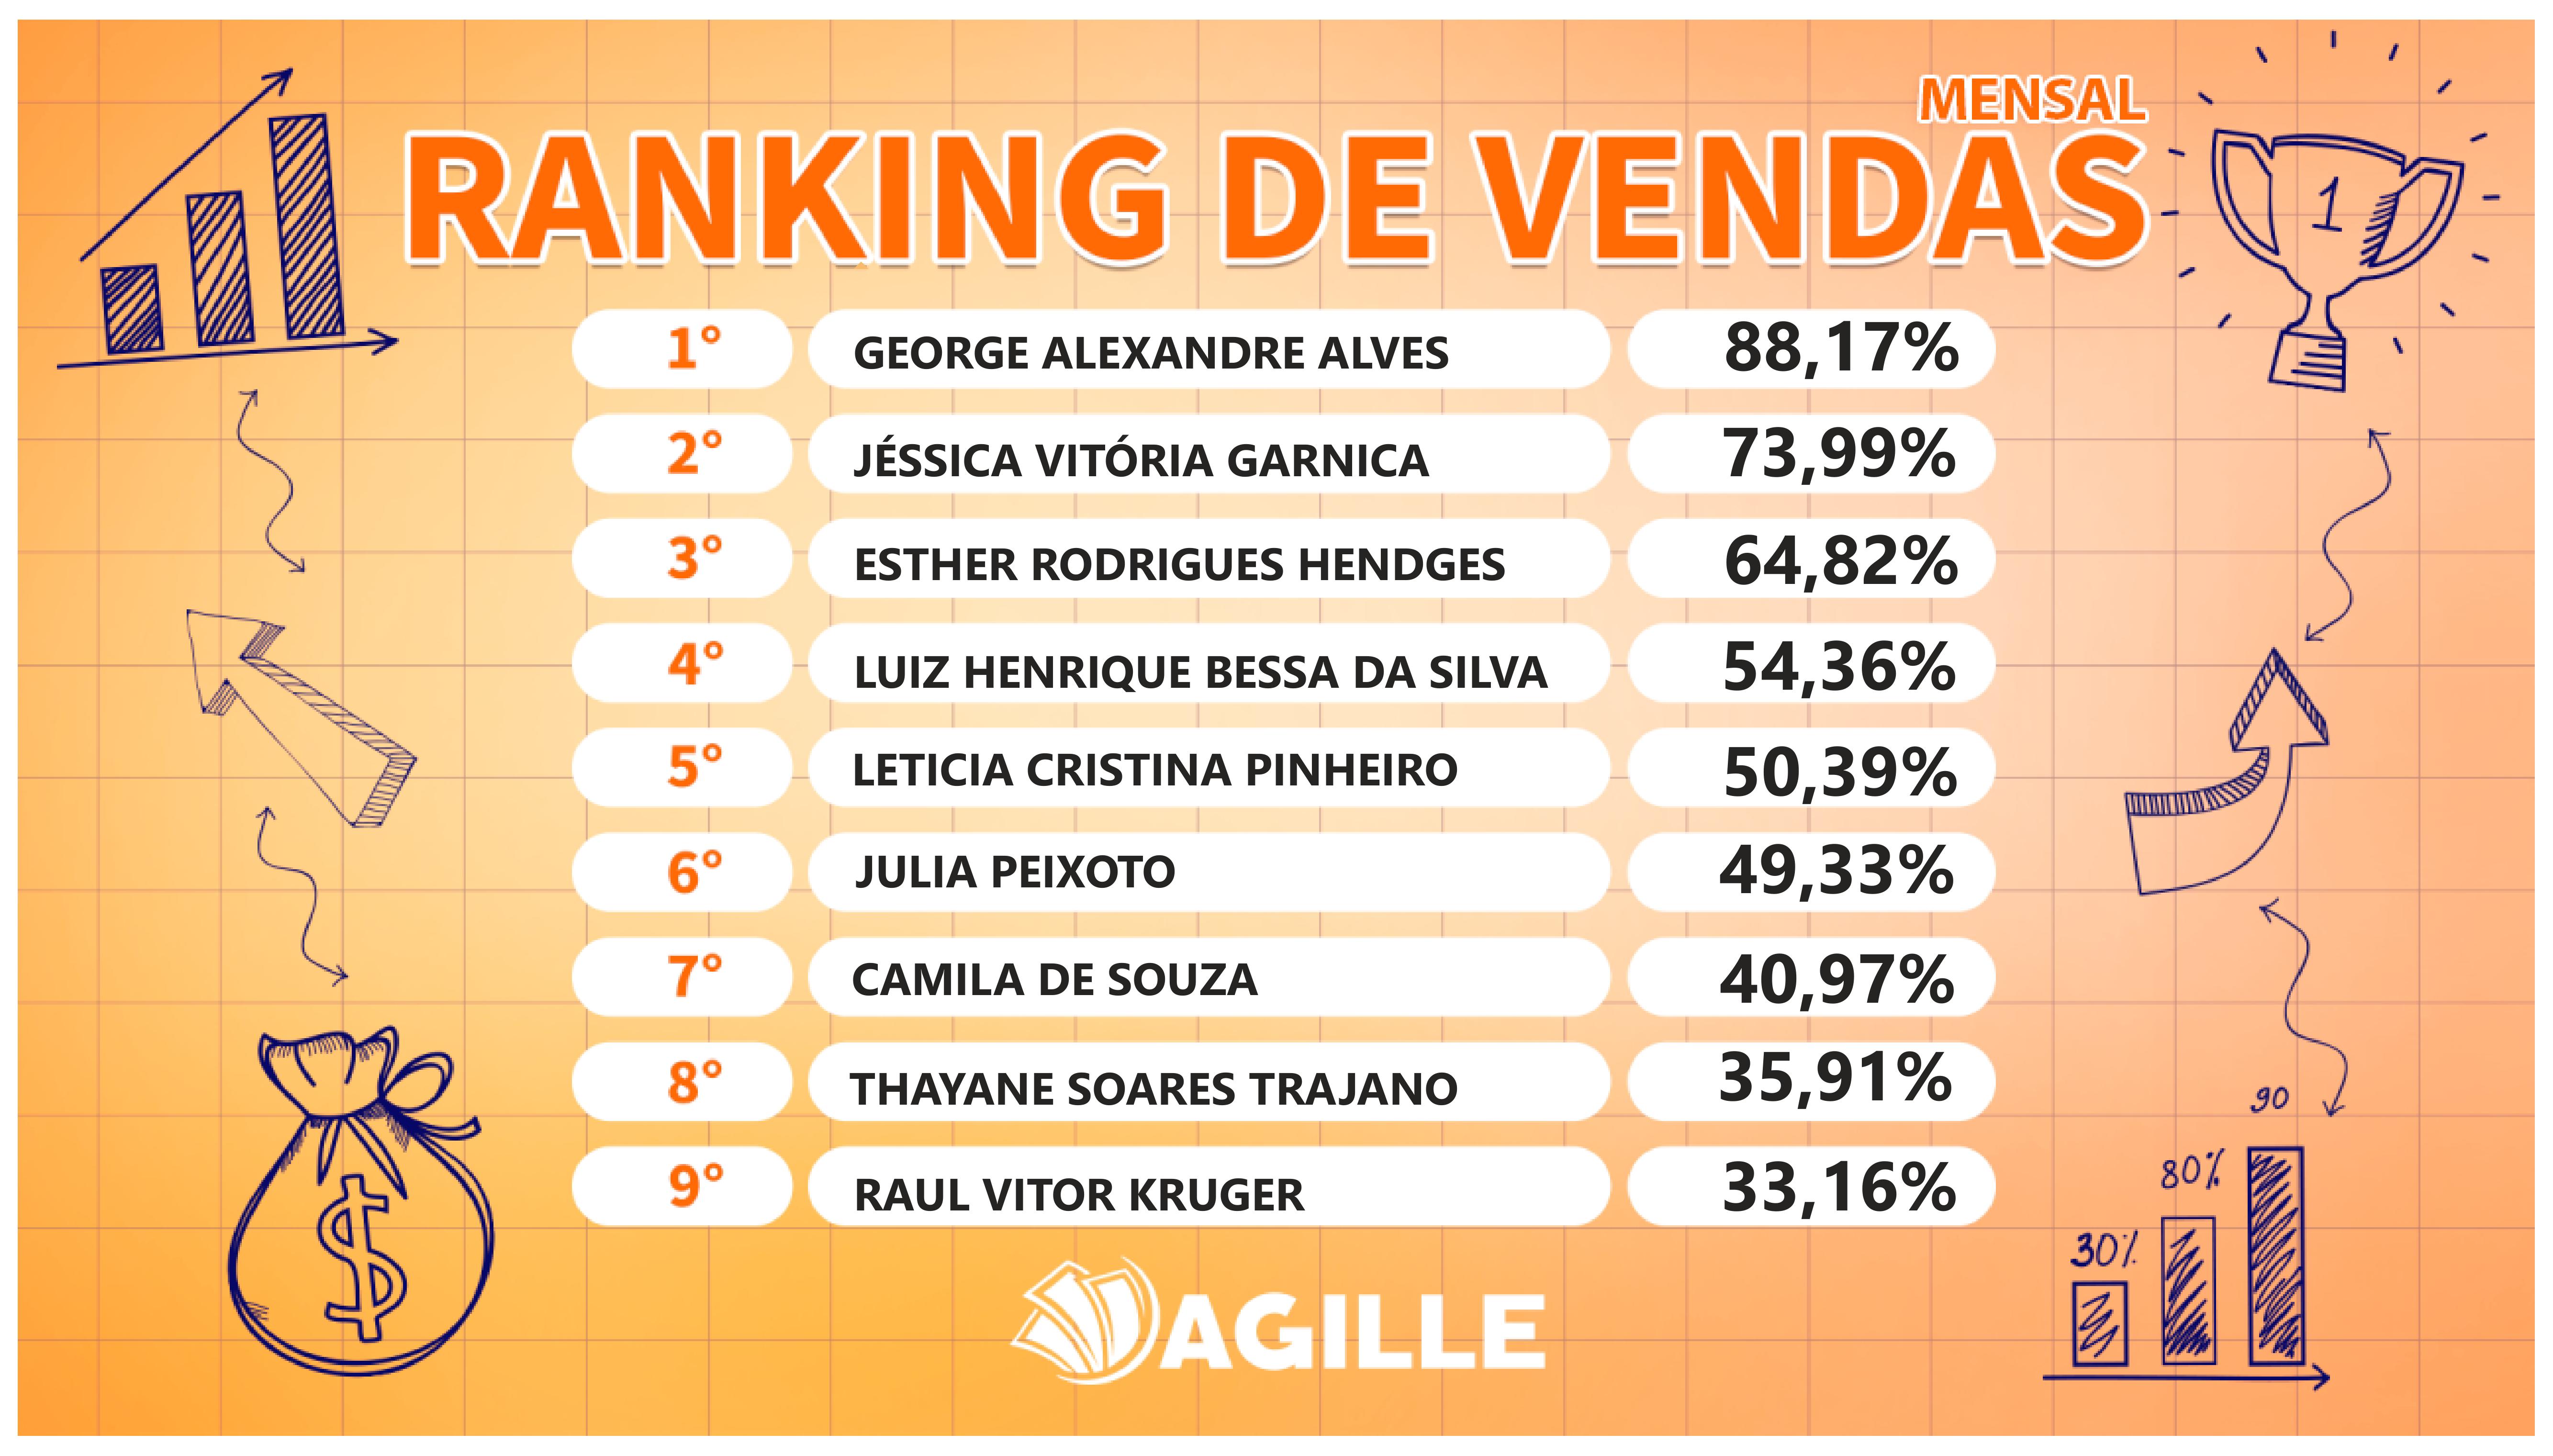 MENSAL
RANKING DE VENDAS
1
1° GEORGE ALEXANDRE ALVES 88,17%
2° JÉSSICA VITÓRIA GARNICA 73,99%
3° ESTHER RODRIGUES HENDGES 64,82%
4° LUIZ HENRIQUE BESSA DA SILVA 54,36%
5° LETICIA CRISTINA PINHEIRO 50,39%
6° JULIA PEIXOTO 49,33%
7° CAMILA DE SOUZA 40,97%
8° THAYANE SOARES TRAJANO 35,91%
9° RAUL VITOR KRUGER 33,16%
$
30% 80% 90
AGILLE